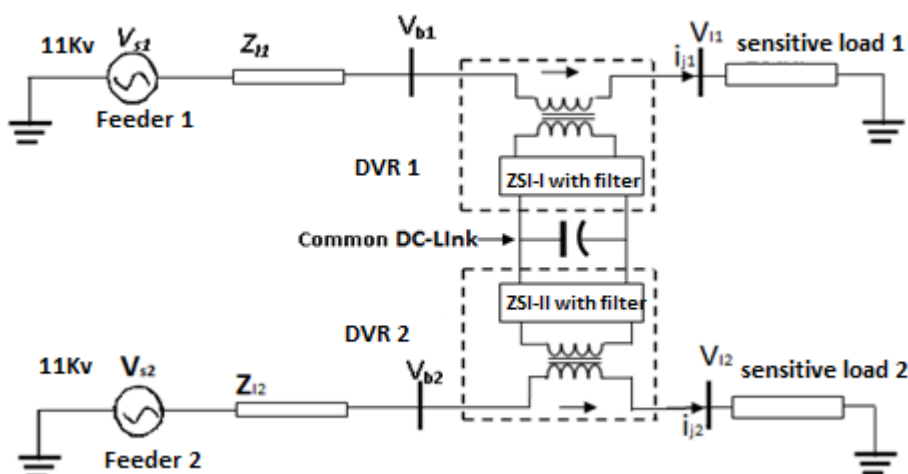 11Kv
Vs1
Zl1
Vb1
Vl1
ij1
sensitive load 1
Feeder 1
DVR 1
ZSI-I with filter
Common DC-LInk
ZSI-II with filter
DVR 2
11Kv
Vs2
Zl2
Vb2
Vl2
ij2
sensitive load 2
Feeder 2